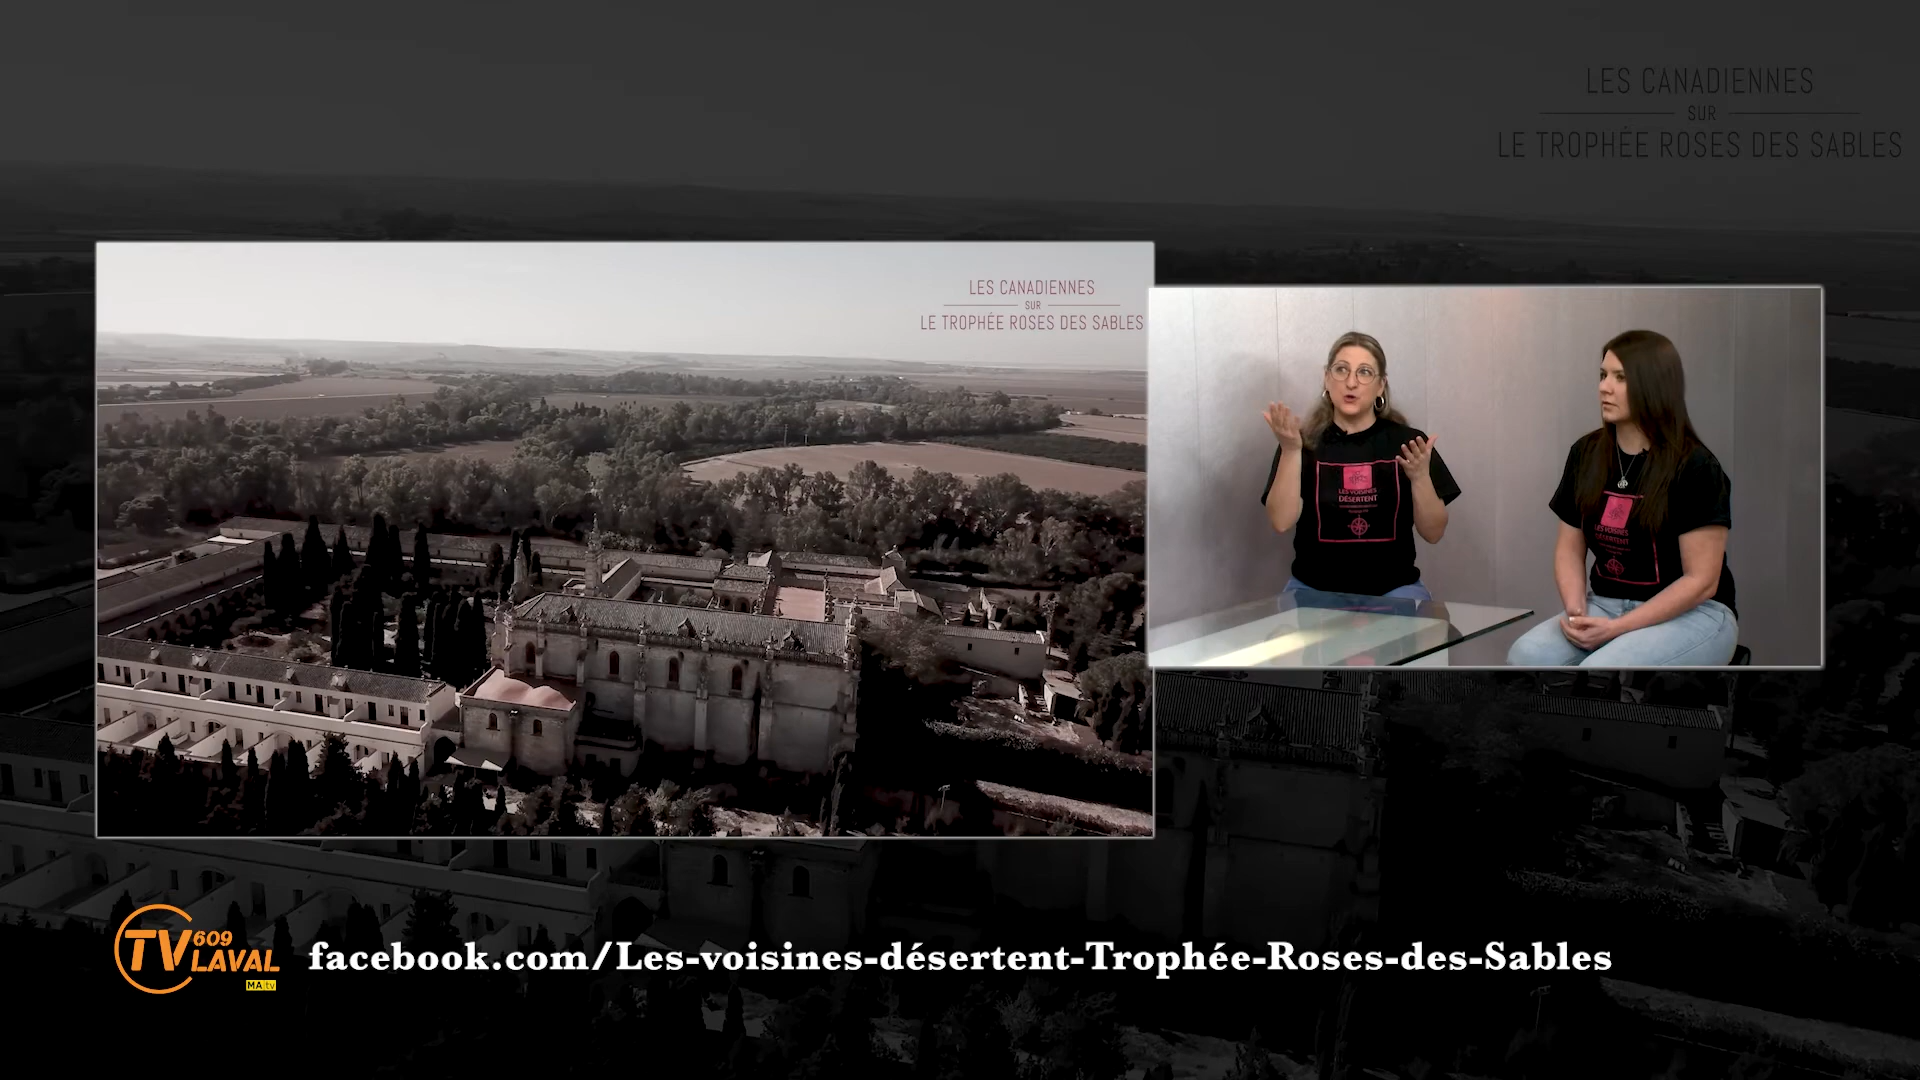 LES CANADIENNES
SUR
LE TROPHÉE ROSES DES SABLES
LES CANADIENNES
SUR
LE TROPHÉE ROSES DES SABLES
LES VOISINES
DÉSERTENT
LES VOISINES
DÉSERTENT
TV 609
LAVAL
MAtv
facebook.com/Les-voisines-désertent-Trophée-Roses-des-Sables